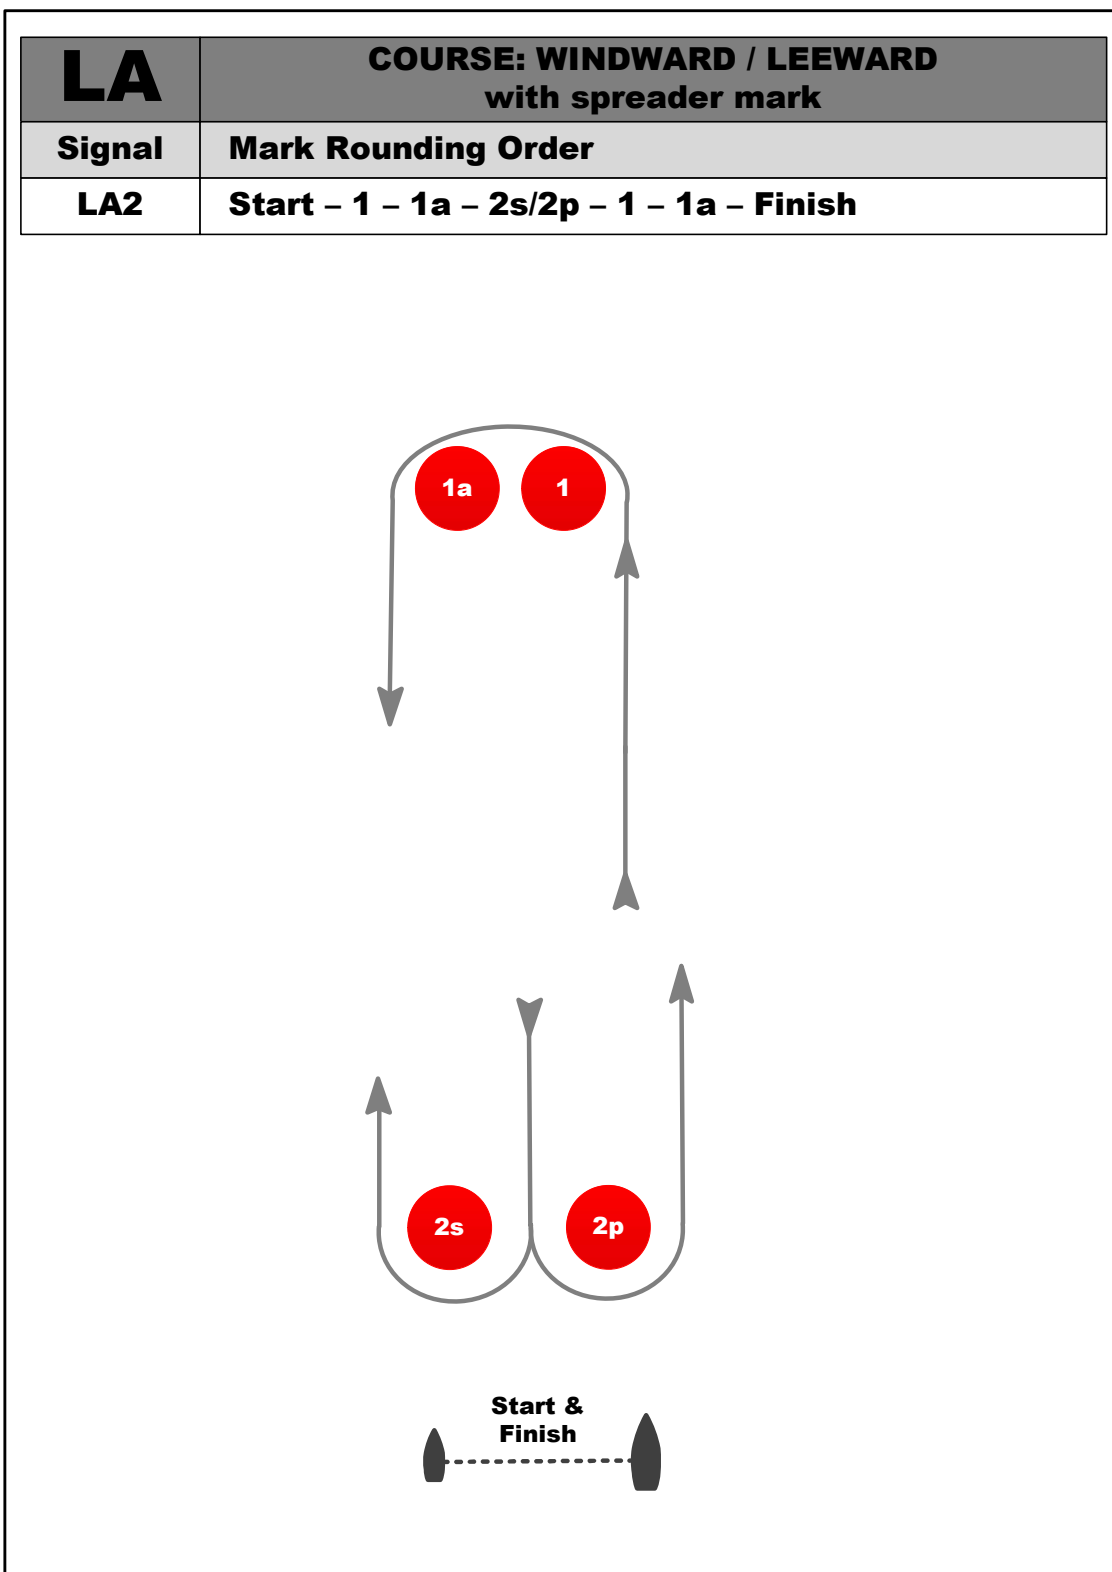 LA
COURSE: WINDWARD / LEEWARD
with spreader mark
Signal
Mark Rounding Order
LA2
Start – 1 – 1a – 2s/2p – 1 – 1a – Finish
1a
1
2s
2p
Start &
Finish